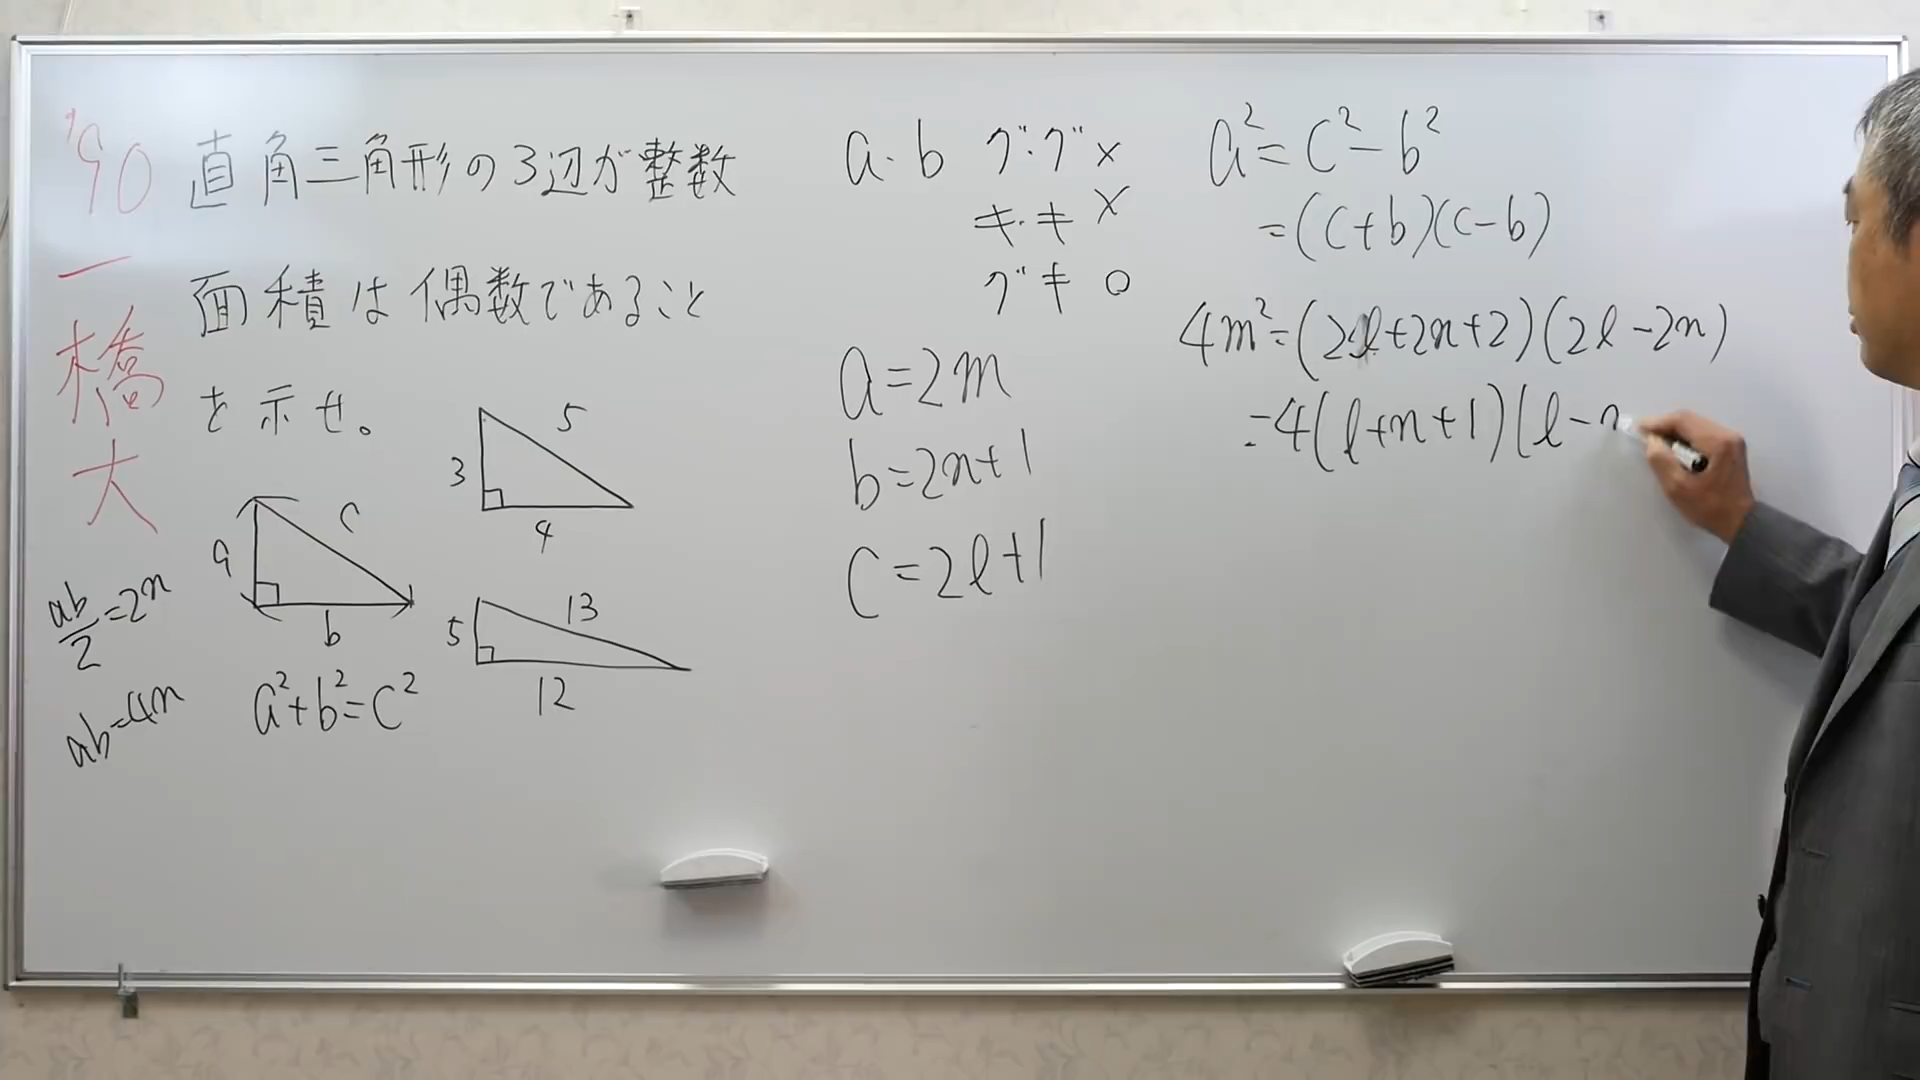 '90
一橋大
直角三角形の3辺が整数
面積は偶数であること
を示せ。
3
5
4
a
c
b
5
13
12
ab/2=2n
ab=4n
a²+b²=c²
a・b グ・グ ×
キ・キ ×
グキ ○
a=2m
b=2n+1
c=2l+1
a²=c²-b²
=(c+b)(c-b)
4m²=(2l+2n+2)(2l-2n)
=4(l+n+1)(l-n